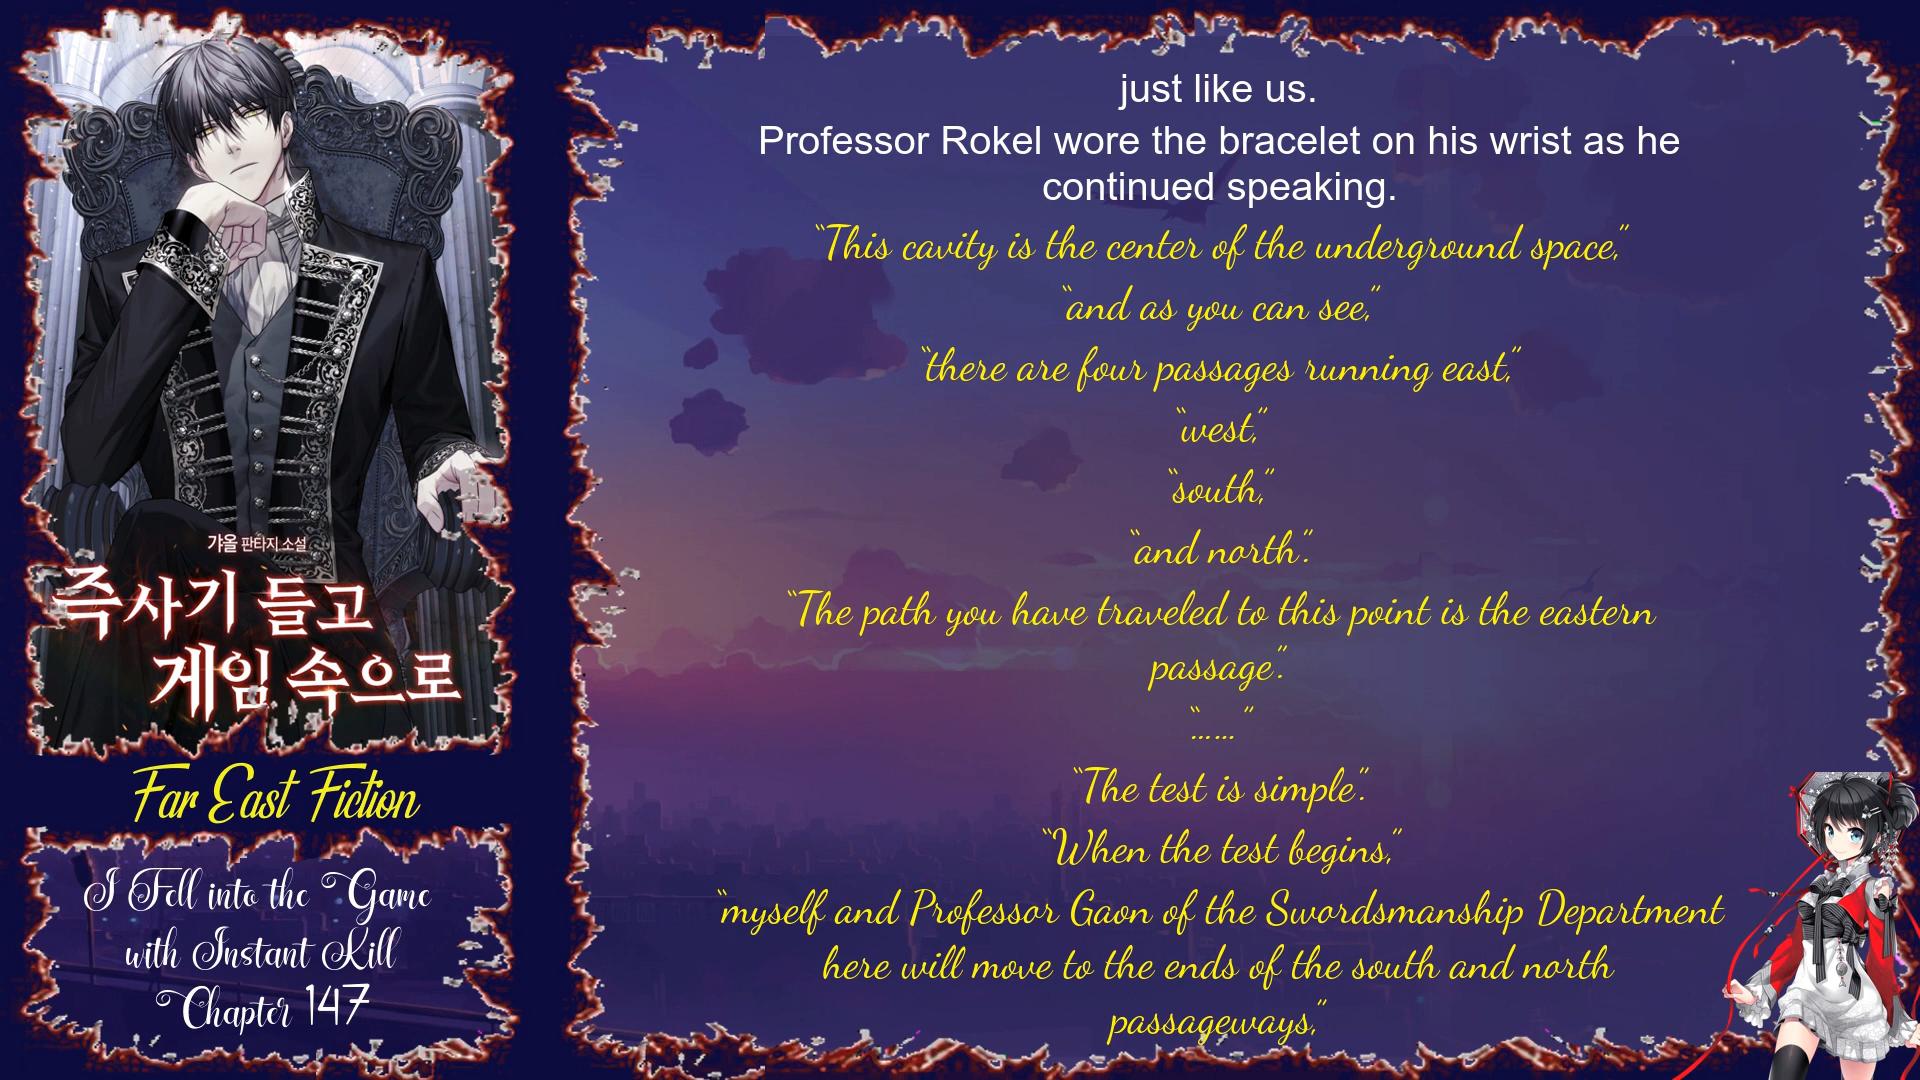 갸올 판타지 소설
즉사기 들고
게임 속으로
Far East Fiction
I Fell into the Game
with Instant Kill
Chapter 147
just like us.
Professor Rokel wore the bracelet on his wrist as he
continued speaking.
“This cavity is the center of the underground space,”
“and as you can see,”
“there are four passages running east,”
“west,”
“south,”
“and north”.
“The path you have traveled to this point is the eastern
passage”.
“……”
“The test is simple”.
“When the test begins,”
“myself and Professor Gaon of the Swordsmanship Department
here will move to the ends of the south and north
passageways,”